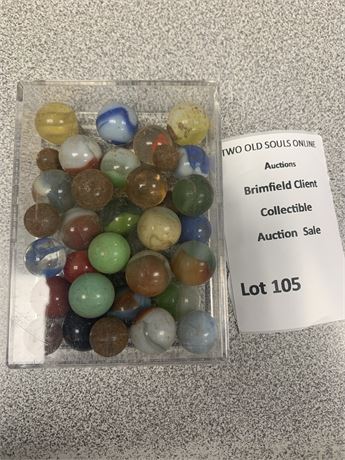 TWO OLD SOULS ONLINE
Auctions
Brimfield Client
Collectible
Auction Sale
Lot 105